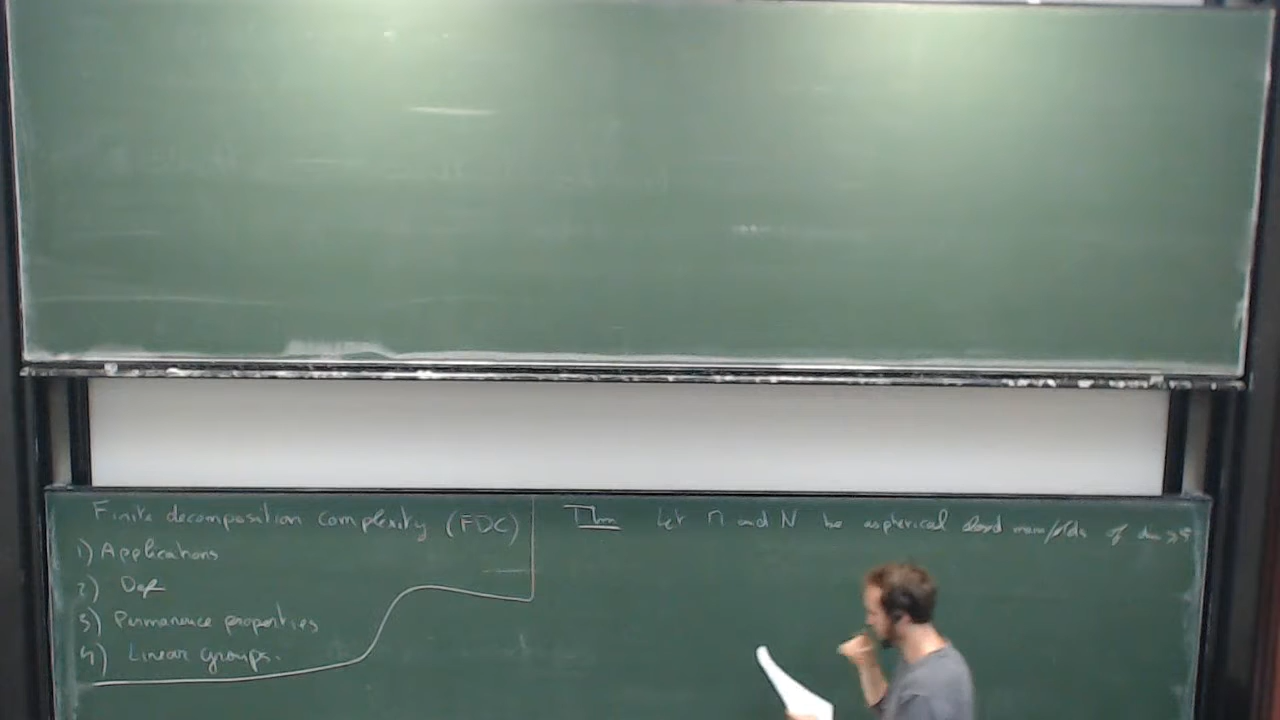 Finite decomposition complexity (FDC)
1) Applications
2) Def
3) Permanence properties
4) Linear groups.
Thm Let M and N be aspherical closed manifolds of dim ≥5